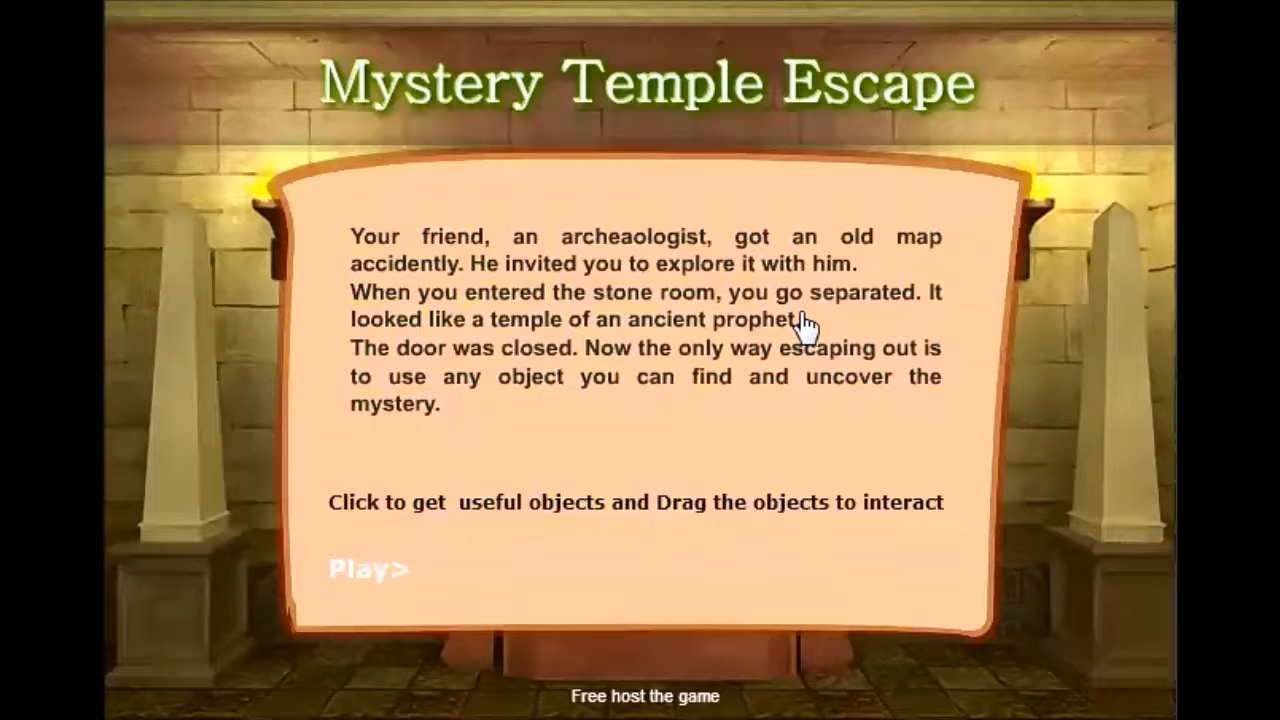 Mystery Temple Escape
Your friend, an archeaologist, got an old map
accidently. He invited you to explore it with him.
When you entered the stone room, you go separated. It
looked like a temple of an ancient prophet.
The door was closed. Now the only way escaping out is
to use any object you can find and uncover the
mystery.
Click to get useful objects and Drag the objects to interact
Play>
Free host the game